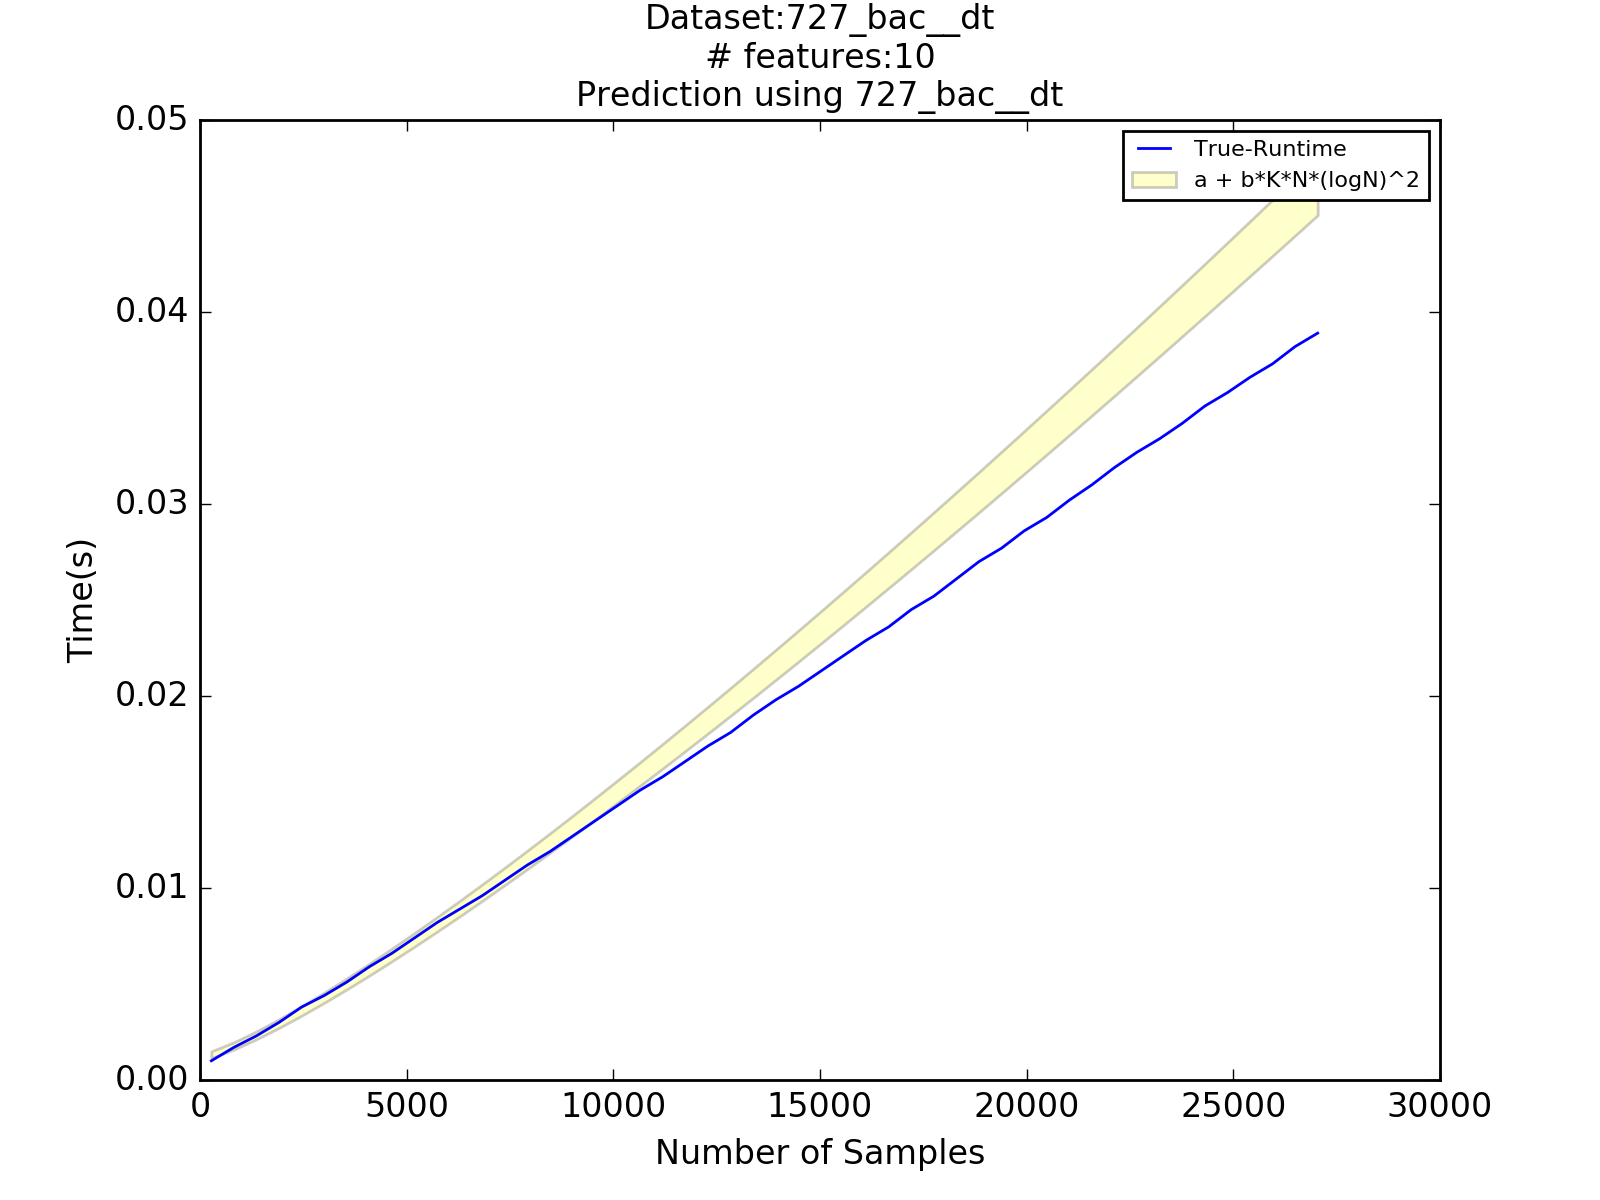 Dataset:727_bac__dt
# features:10
Prediction using 727_bac__dt
True-Runtime
a + b*K*N*(logN)^2
0.05
0.04
0.03
0.02
0.01
0.00
Time(s)
0 5000 10000 15000 20000 25000 30000
Number of Samples